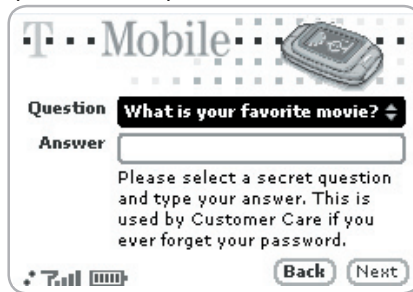 T · · Mobile
Question What is your favorite movie?
Answer
Please select a secret question
and type your answer. This is
used by Customer Care if you
ever forget your password.
Back Next